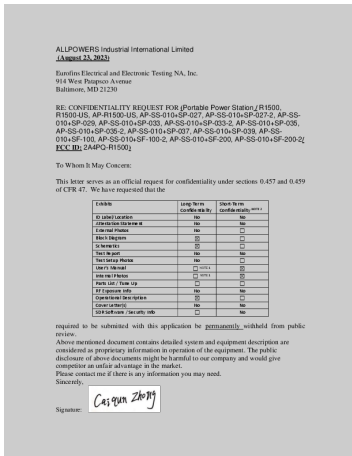 ALLPOWERS Industrial International Limited
(August 23, 2023)
Eurofins Electrical and Electronic Testing NA, Inc.
914 West Patapsco Avenue
Baltimore, MD 21230
RE: CONFIDENTIALITY REQUEST FOR {Portable Power Station / R1500,
R1500-US, AP-R1500-US, AP-SS-010+SP-027, AP-SS-010+SP-027-2, AP-SS-
010+SP-029, AP-SS-010+SP-033, AP-SS-010+SP-033-2, AP-SS-010+SP-035,
AP-SS-010+SP-035-2, AP-SS-010+SP-037, AP-SS-010+SP-039, AP-SS-
010+SF-100, AP-SS-010+SF-100-2, AP-SS-010+SF-200, AP-SS-010+SF-200-2/
FCC ID: 2A4PQ-R1500}
To Whom It May Concern:
This letter serves as an official request for confidentiality under sections 0.457 and 0.459
of CFR 47. We have requested that the
Exhibits Long-Term Confidentiality Short-Term Confidentiality NOTE 2
ID Label/Location No No
Attestation Statement No No
External Photos No ☐
Block Diagram ☒ ☐
Schematics ☒ ☐
Test Report No No
Test Setup Photos No ☐
User's Manual ☐ NOTE 1 ☒
Internal Photos ☐ NOTE 1 ☒
Parts List / Tune Up ☐ ☐
RF Exposure Info No No
Operational Description ☒ ☐
Cover Letter(s) No No
SDR Software / Security Info ☐ ☐
required to be submitted with this application be permanently withheld from public
review.
Above mentioned document contains detailed system and equipment description are
considered as proprietary information in operation of the equipment. The public
disclosure of above documents might be harmful to our company and would give
competitor an unfair advantage in the market.
Please contact me if there is any information you may need.
Sincerely,
Signature: Caiqun Zhong